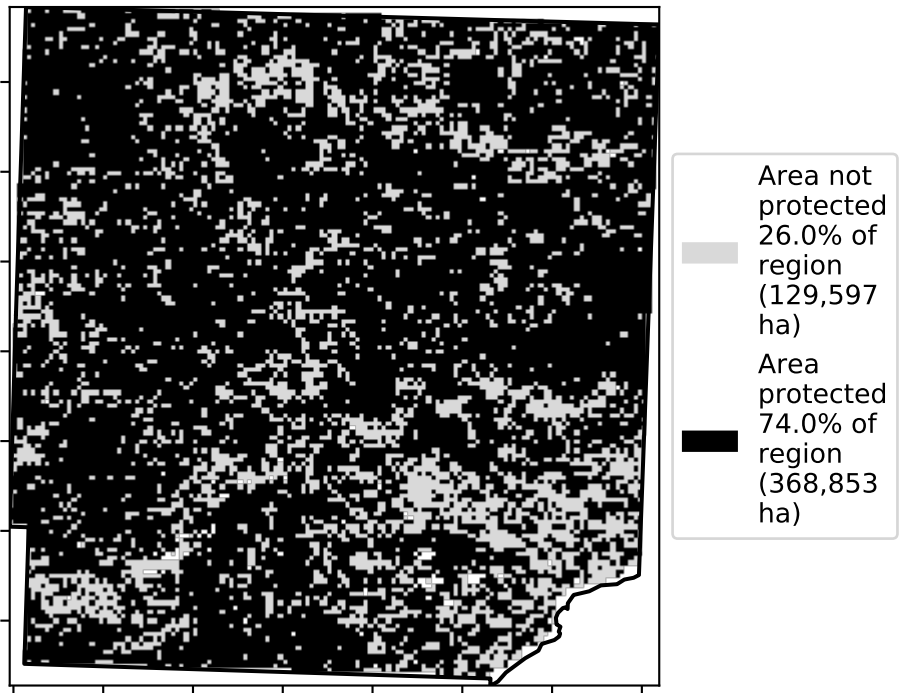 Area not
protected
26.0% of
region
(129,597
ha)
Area
protected
74.0% of
region
(368,853
ha)